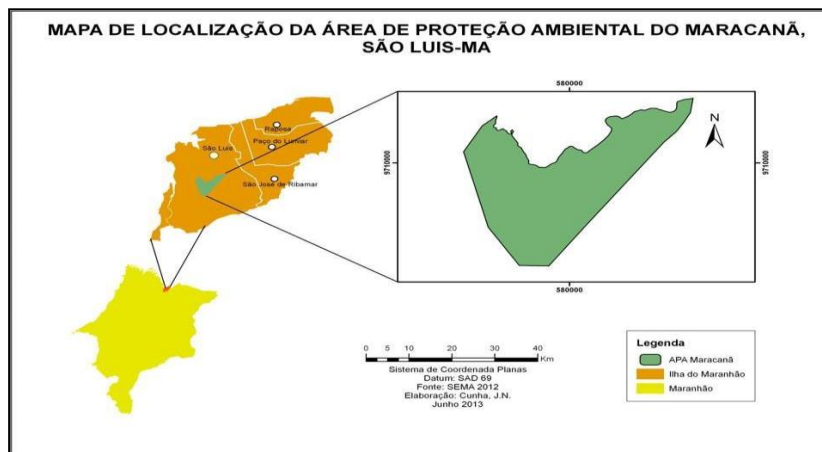 MAPA DE LOCALIZAÇÃO DA ÁREA DE PROTEÇÃO AMBIENTAL DO MARACANÃ,
SÃO LUIS-MA
580000
N
Raposa
Paço do Lumiar
São Luis
São José de Ribamar
9710000
9710000
580000
0 5 10 20 30 40
Km
Sistema de Coordenada Planas
Datum: SAD 69
Fonte: SEMA 2012
Elaboração: Cunha, J.N.
Junho 2013
Legenda
APA Maracanã
Ilha do Maranhão
Maranhão